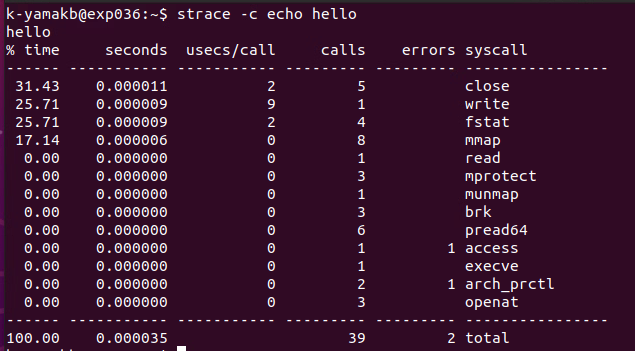 k-yamakb@exp036:~$ strace -c echo hello
hello
% time     seconds  usecs/call     calls    errors syscall
------ ----------- ----------- --------- --------- ---------------
 31.43    0.000011           2         5           close
 25.71    0.000009           9         1           write
 25.71    0.000009           2         4           fstat
 17.14    0.000006           0         8           mmap
  0.00    0.000000           0         1           read
  0.00    0.000000           0         3           mprotect
  0.00    0.000000           0         1           munmap
  0.00    0.000000           0         3           brk
  0.00    0.000000           0         6           pread64
  0.00    0.000000           0         1         1 access
  0.00    0.000000           0         1           execve
  0.00    0.000000           0         2         1 arch_prctl
  0.00    0.000000           0         3           openat
------ ----------- ----------- --------- --------- ---------------
100.00    0.000035                    39         2 total